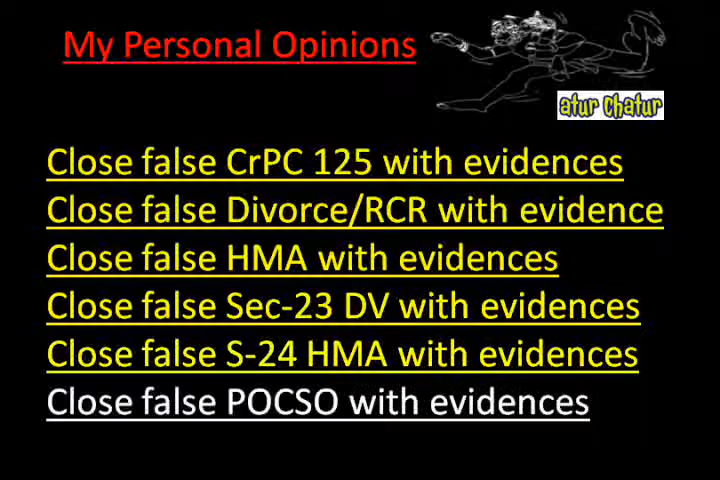 My Personal Opinions
atur Chatur
Close false CrPC 125 with evidences
Close false Divorce/RCR with evidence
Close false HMA with evidences
Close false Sec-23 DV with evidences
Close false S-24 HMA with evidences
Close false POCSO with evidences